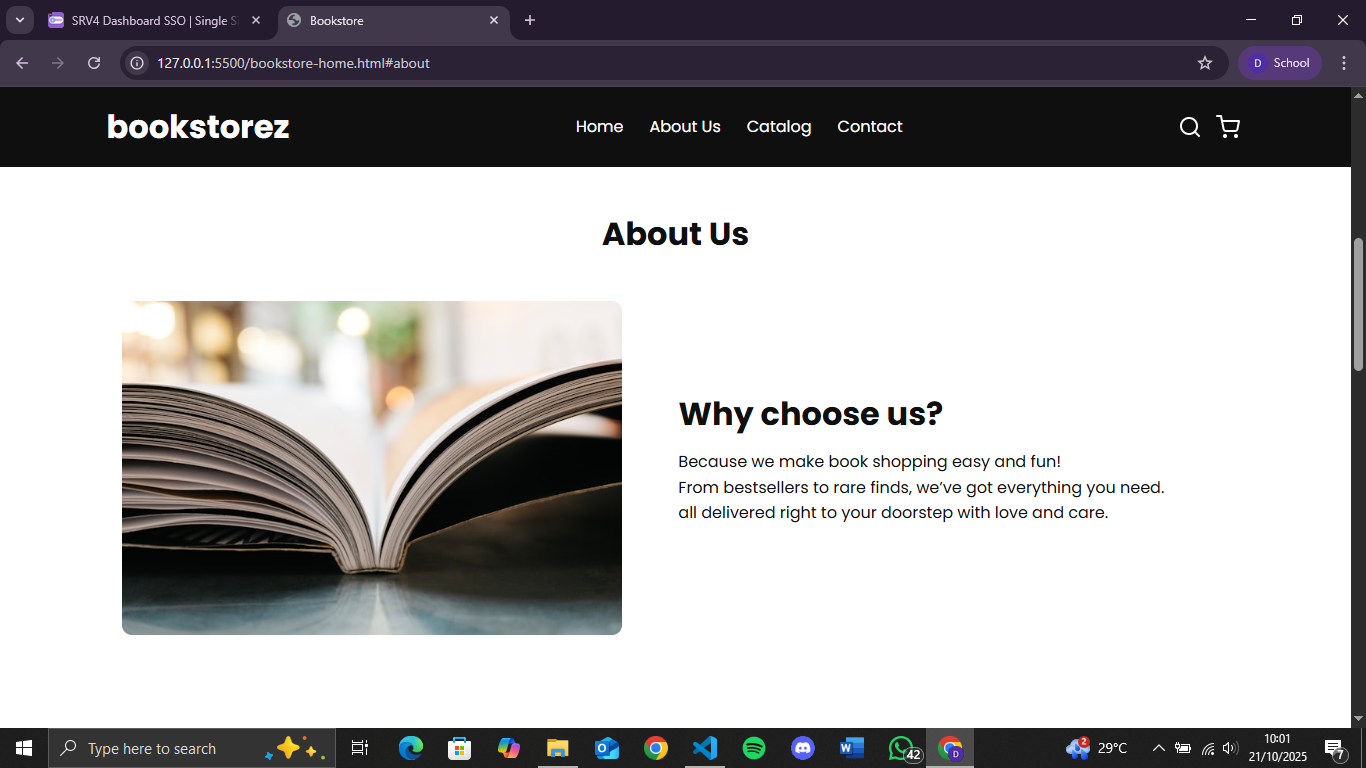 SRV4 Dashboard SSO | Single S
Bookstore
127.0.0.1:5500/bookstore-home.html#about
D
School
bookstorez
Home
About Us
Catalog
Contact
About Us
Why choose us?
Because we make book shopping easy and fun!
From bestsellers to rare finds, we’ve got everything you need.
all delivered right to your doorstep with love and care.
Type here to search
42
D
2
29°C
10:01
21/10/2025
7